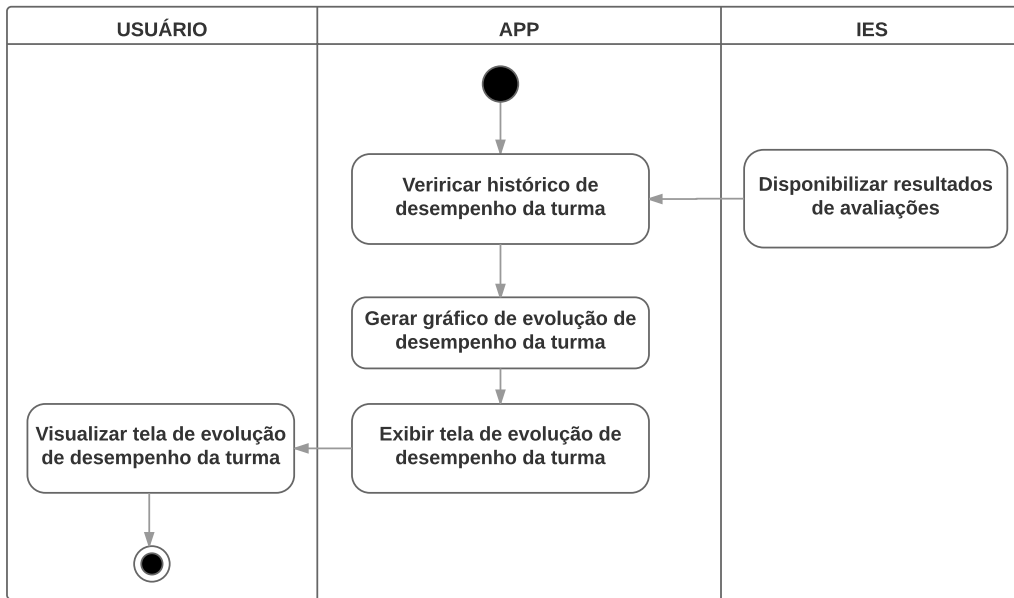 USUÁRIO
APP
IES
Veriricar histórico de
desempenho da turma
Disponibilizar resultados
de avaliações
Gerar gráfico de evolução de
desempenho da turma
Visualizar tela de evolução
de desempenho da turma
Exibir tela de evolução de
desempenho da turma